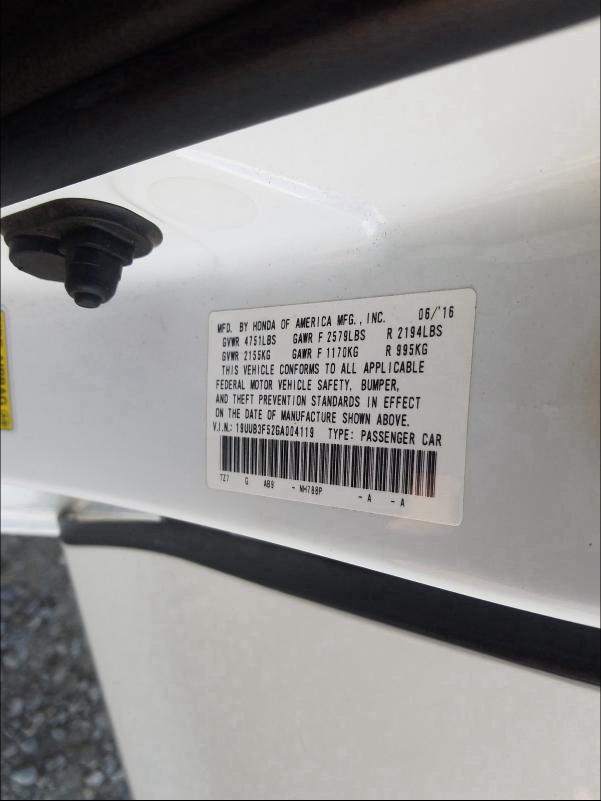 MFD. BY HONDA OF AMERICA MFG., INC. 06/'16
GVWR 4751LBS GAWR F 2579LBS R 2194LBS
GVWR 2155KG GAWR F 1170KG R 995KG
THIS VEHICLE CONFORMS TO ALL APPLICABLE
FEDERAL MOTOR VEHICLE SAFETY, BUMPER,
AND THEFT PREVENTION STANDARDS IN EFFECT
ON THE DATE OF MANUFACTURE SHOWN ABOVE.
V.I.N.: 19UUB3F52GA004119 TYPE: PASSENGER CAR
TZ7 G AB9 - NH788P - A - A